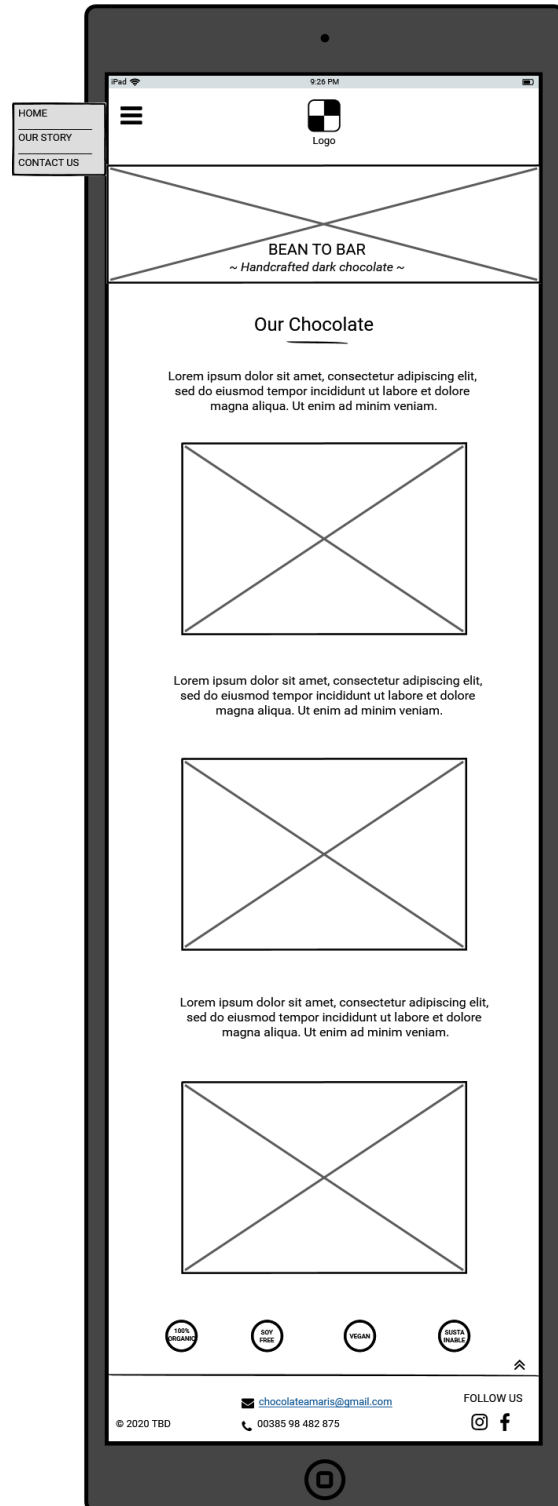 iPad
9:26 PM
HOME
OUR STORY
CONTACT US
Logo
BEAN TO BAR
~ Handcrafted dark chocolate ~
Our Chocolate
Lorem ipsum dolor sit amet, consectetur adipiscing elit,
sed do eiusmod tempor incididunt ut labore et dolore
magna aliqua. Ut enim ad minim veniam.
Lorem ipsum dolor sit amet, consectetur adipiscing elit,
sed do eiusmod tempor incididunt ut labore et dolore
magna aliqua. Ut enim ad minim veniam.
Lorem ipsum dolor sit amet, consectetur adipiscing elit,
sed do eiusmod tempor incididunt ut labore et dolore
magna aliqua. Ut enim ad minim veniam.
100%
ORGANIC
SOY
FREE
VEGAN
SUSTA
INABLE
chocolateamaris@gmail.com
FOLLOW US
© 2020 TBD
00385 98 482 875